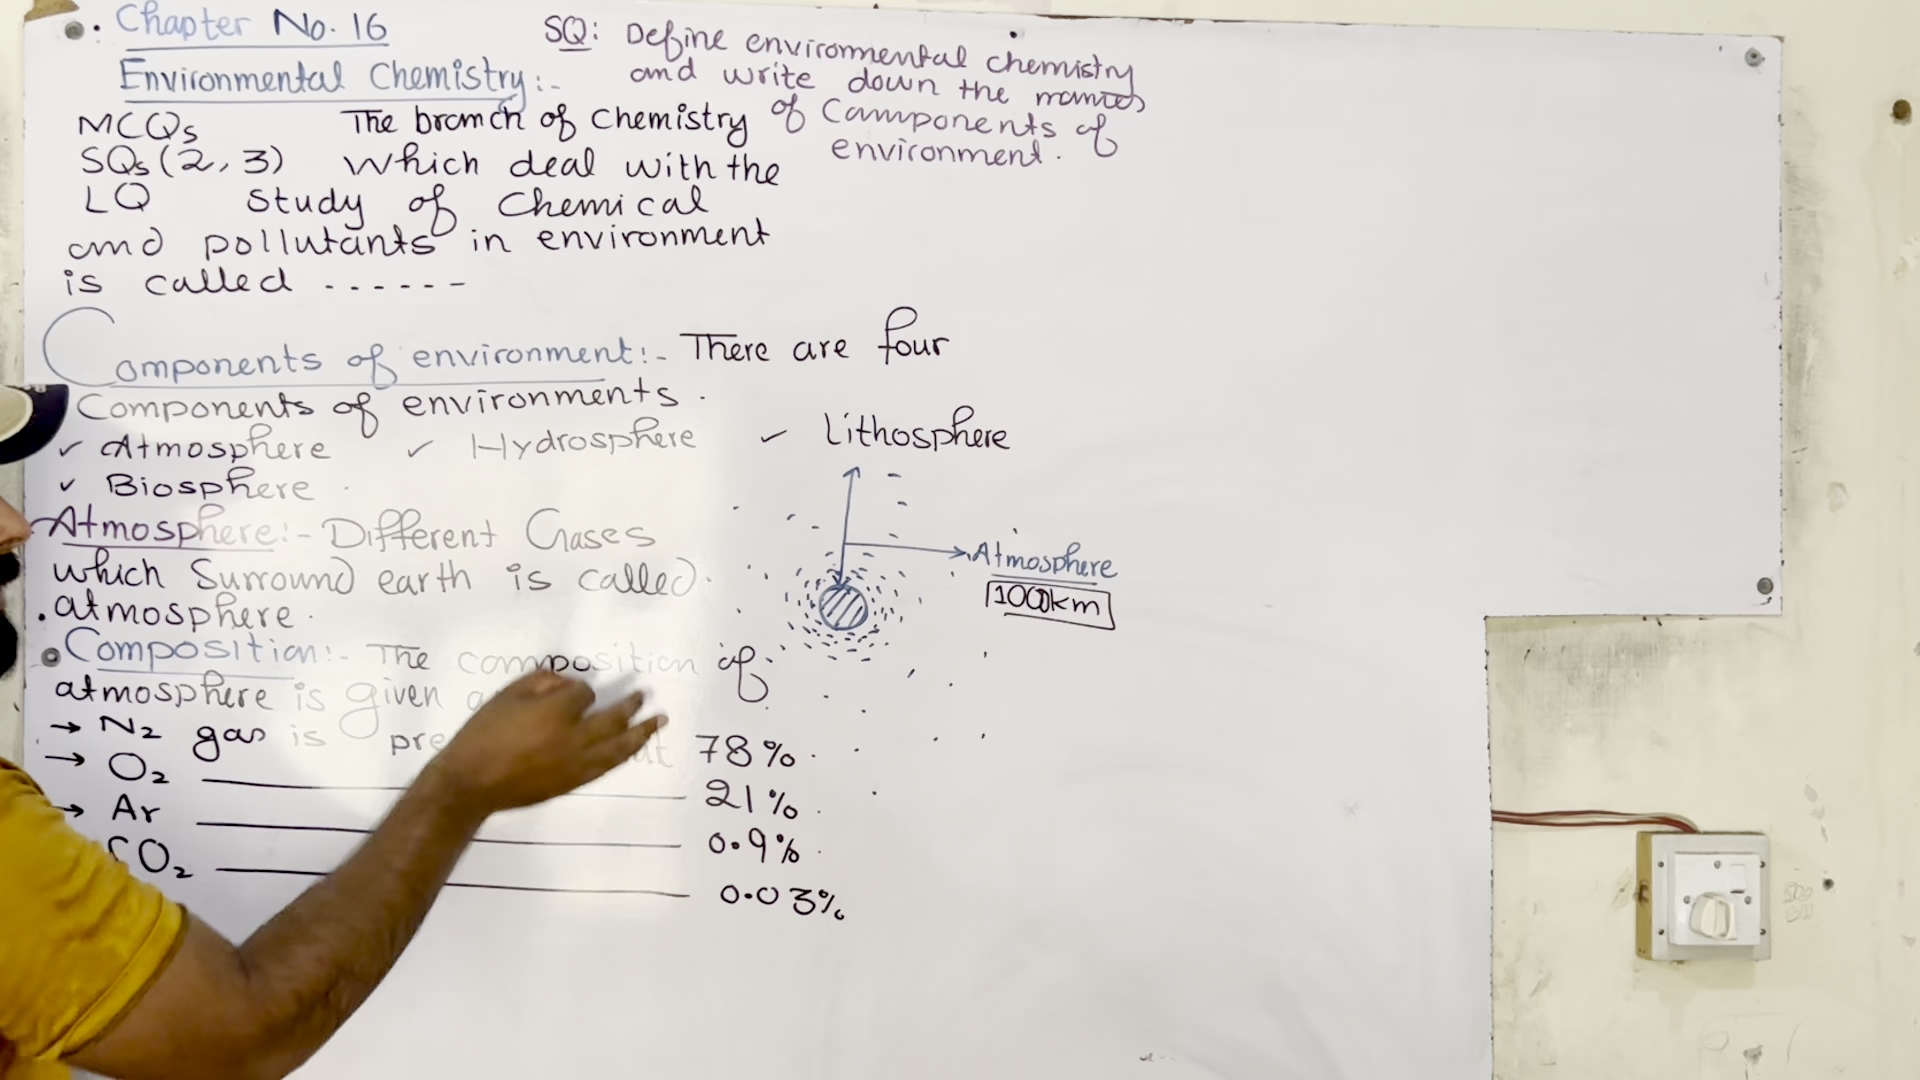 Chapter No. 16
SQ: Define environmental chemistry
and write down the names
of Components of
environment.
Environmental Chemistry:-
MCQs
SQs (2, 3)
LQ
The branch of chemistry
which deal with the
study of Chemical
and pollutants in environment
is called ------
Components of environment:- There are four
Components of environments.
✓ Atmosphere ✓ Hydrosphere ✓ Lithosphere
✓ Biosphere
Atmosphere:- Different Gases
which Surround earth is called
atmosphere.
Atmosphere
1000km
Composition:- The composition of
atmosphere is given
→ N2 gas is 78%
→ O2 21%
→ Ar 0.9%
CO2 0.03%